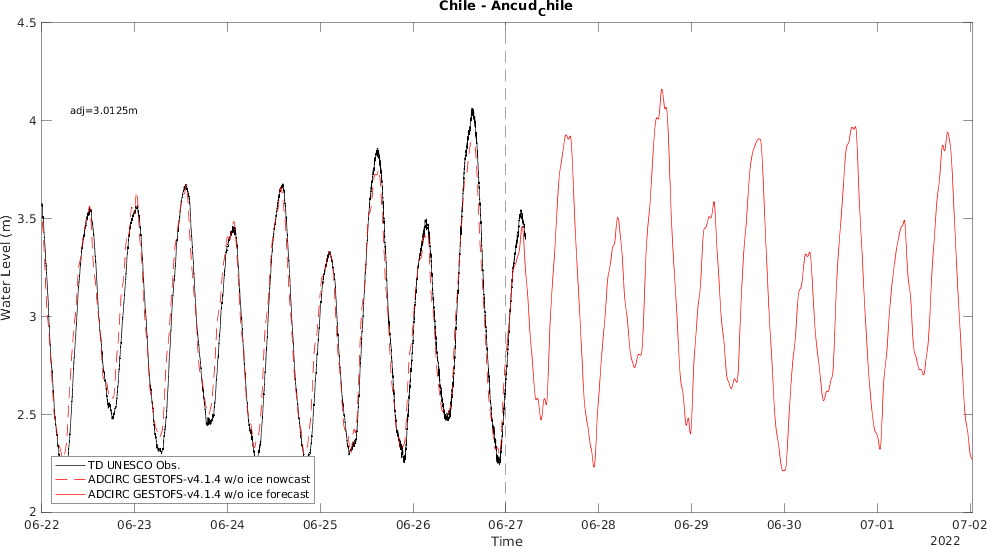 Chile - Ancud_Chile
4.5
adj=3.0125m
4
3.5
Water Level (m)
3
2.5
TD UNESCO Obs.
ADCIRC GESTOFS-v4.1.4 w/o ice nowcast
ADCIRC GESTOFS-v4.1.4 w/o ice forecast
2
06-22 06-23 06-24 06-25 06-26 06-27 06-28 06-29 06-30 07-01 07-02
Time
2022